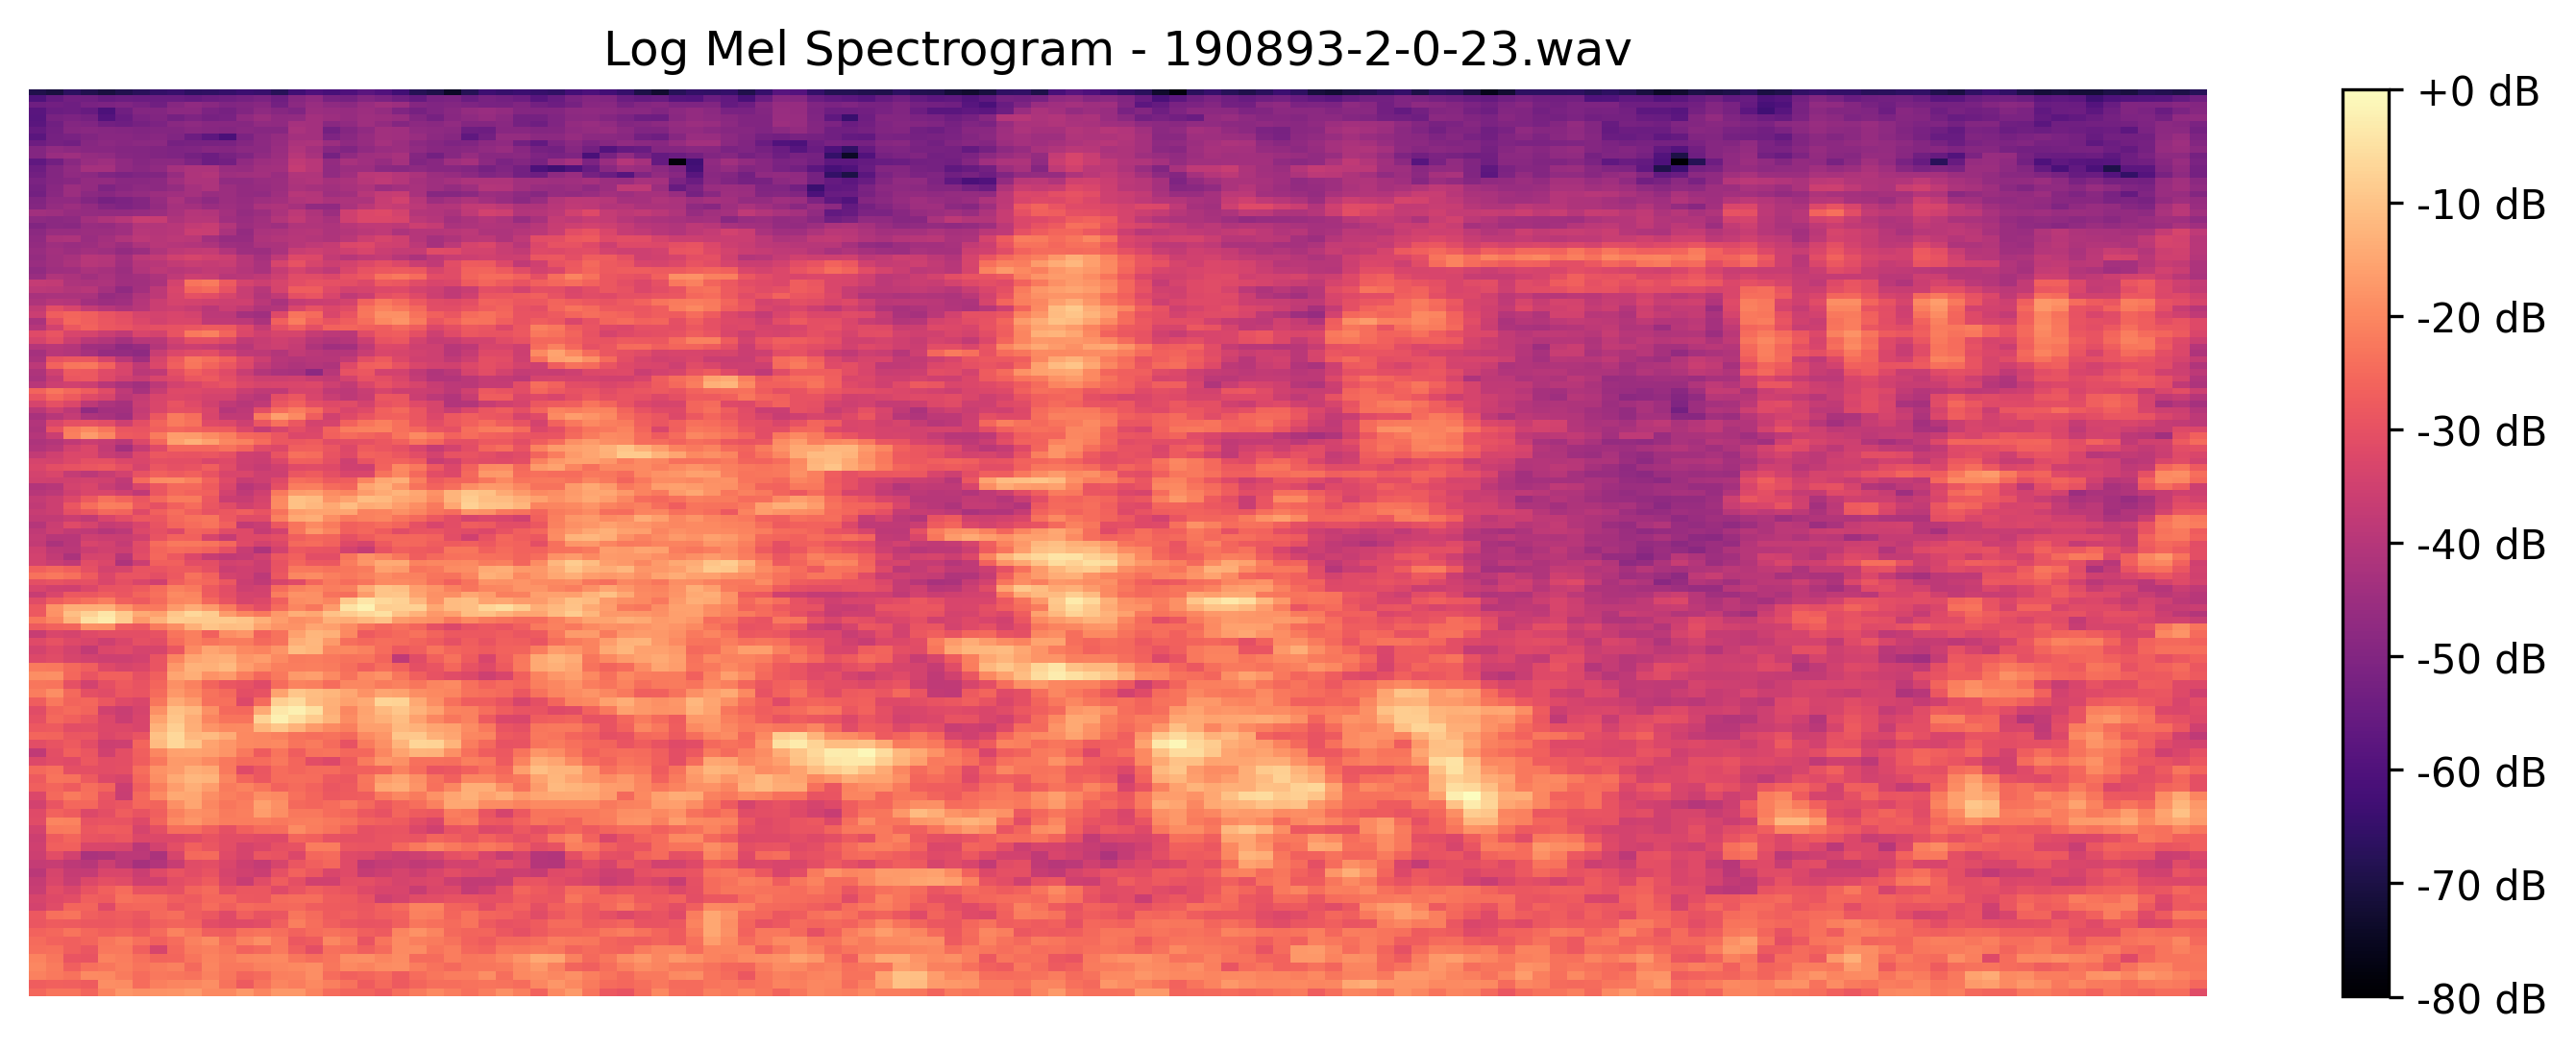 Log Mel Spectrogram - 190893-2-0-23.wav
+0 dB
-10 dB
-20 dB
-30 dB
-40 dB
-50 dB
-60 dB
-70 dB
-80 dB